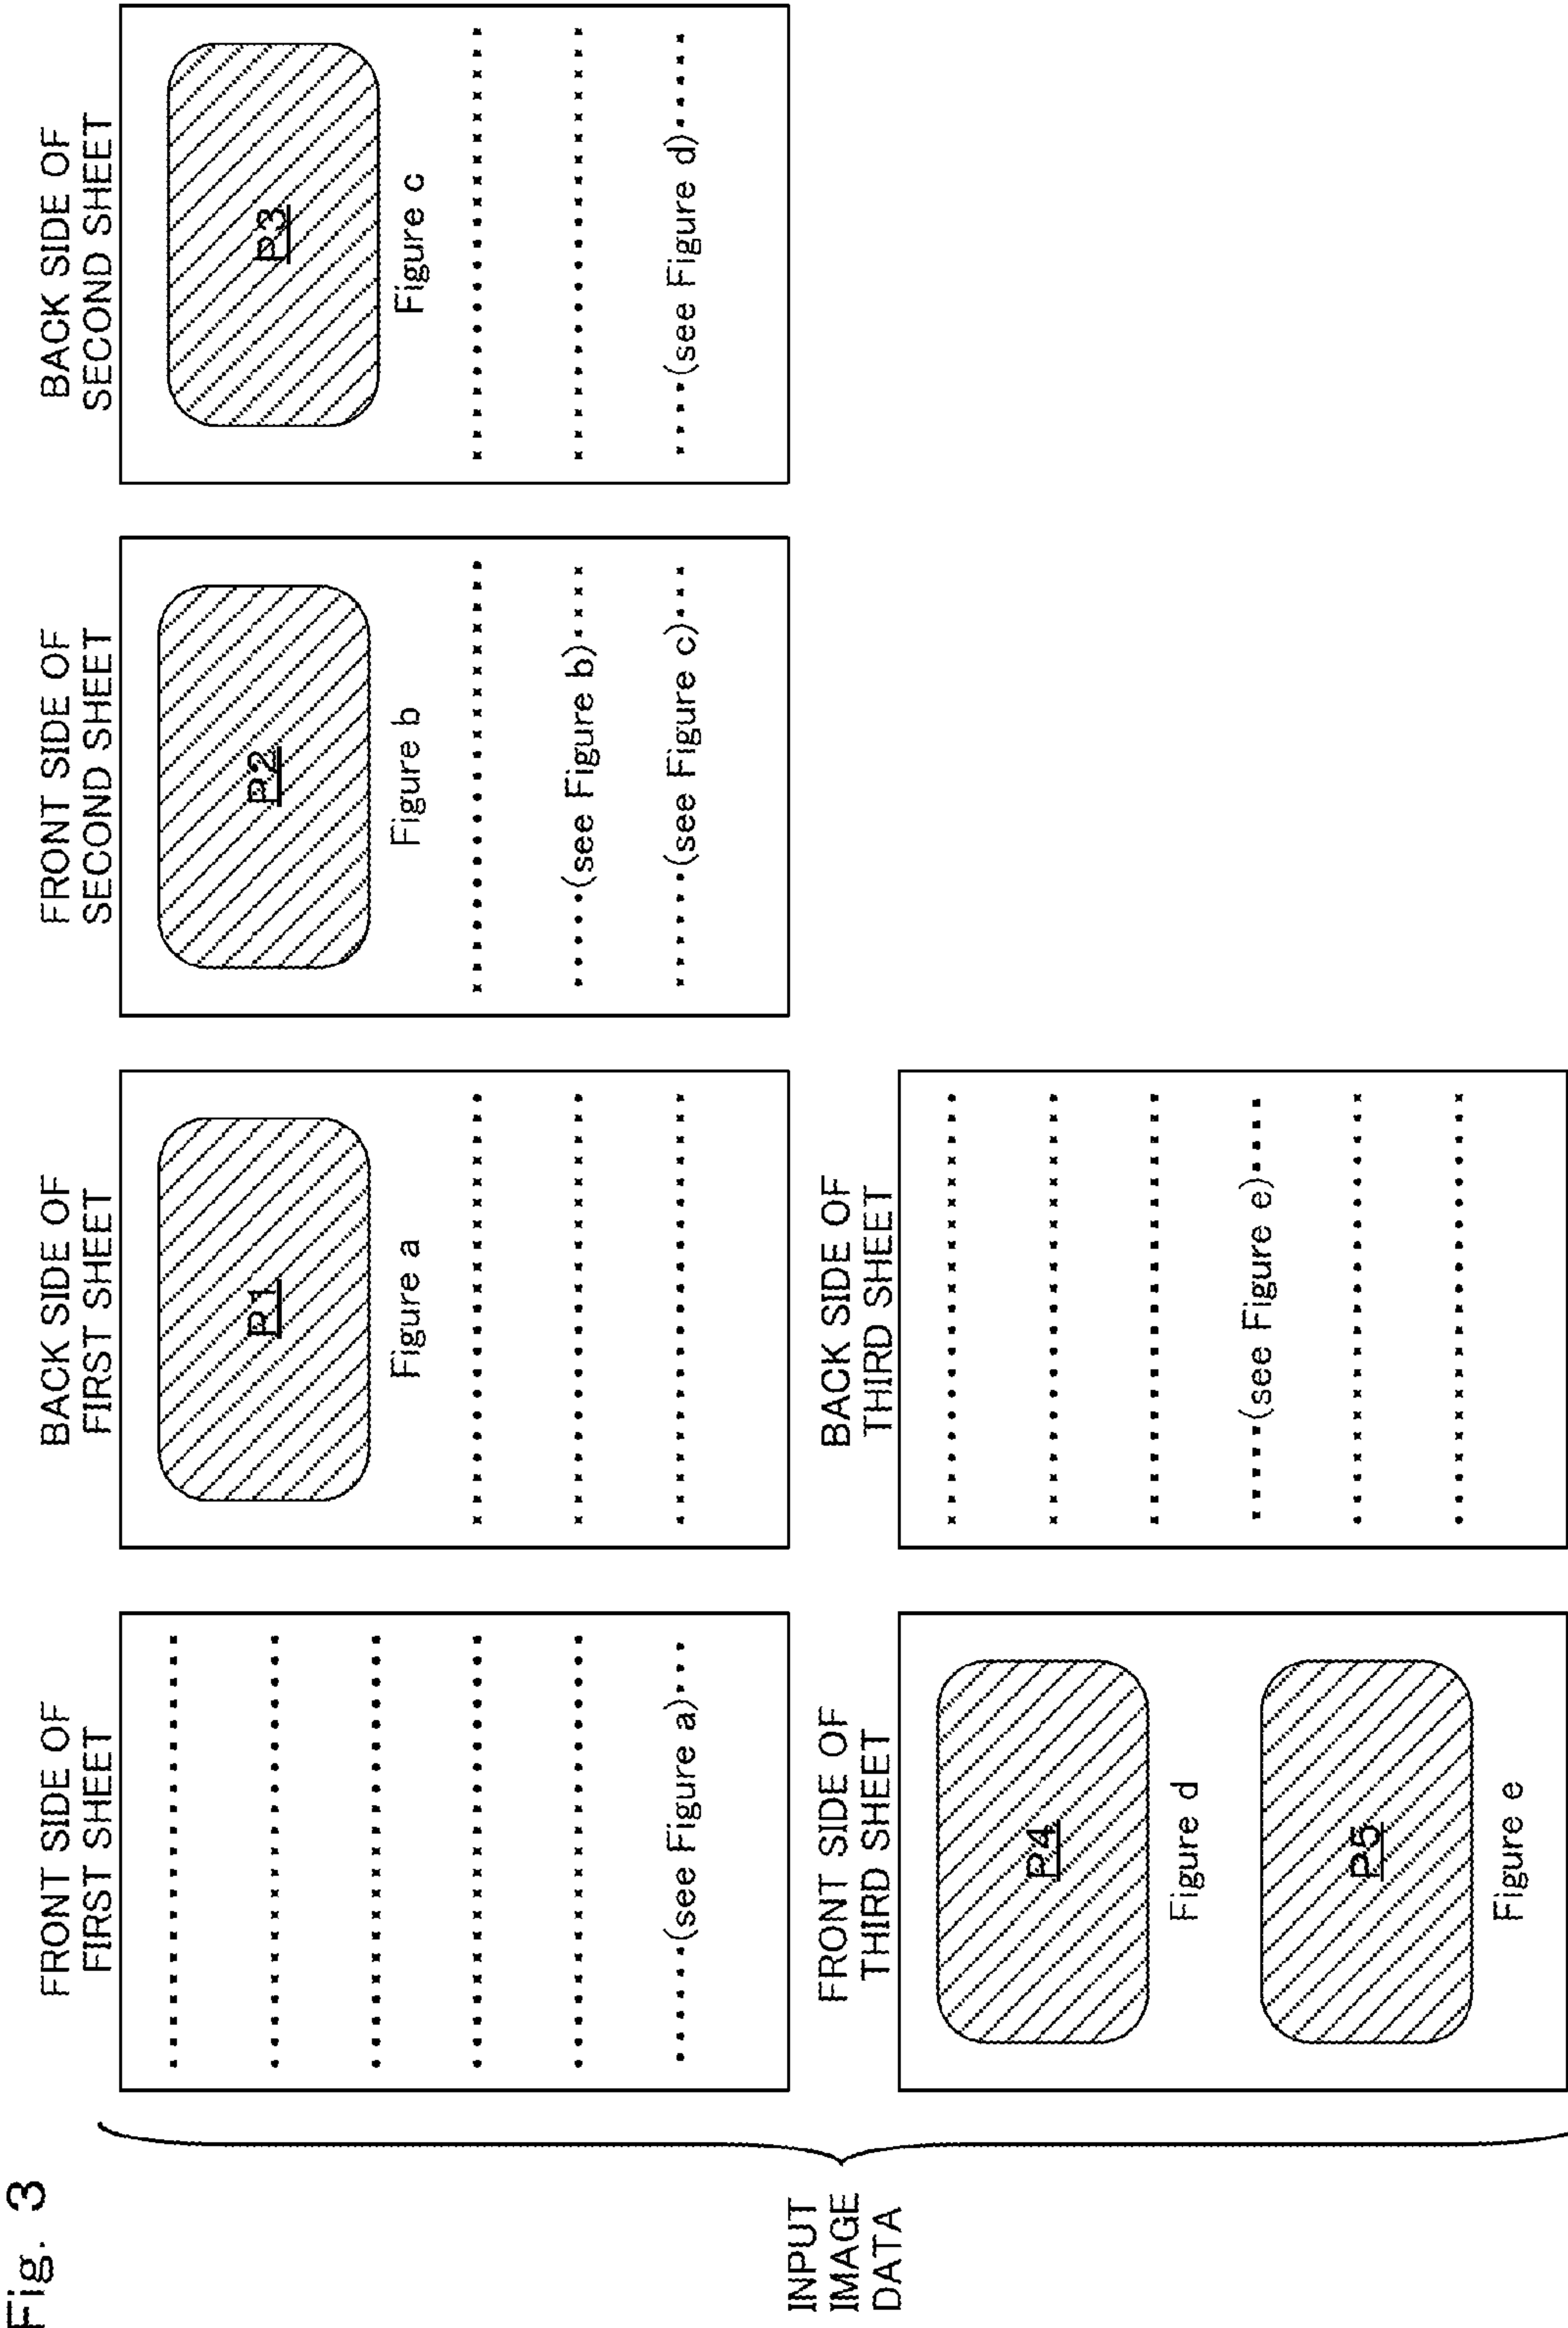 Fig. 3
INPUT
IMAGE
DATA
FRONT SIDE OF
FIRST SHEET
(see Figure a)
BACK SIDE OF
FIRST SHEET
P1
Figure a
FRONT SIDE OF
SECOND SHEET
P2
Figure b
(see Figure b)
(see Figure c)
BACK SIDE OF
SECOND SHEET
P3
Figure c
(see Figure d)
FRONT SIDE OF
THIRD SHEET
P4
Figure d
P5
Figure e
BACK SIDE OF
THIRD SHEET
(see Figure e)